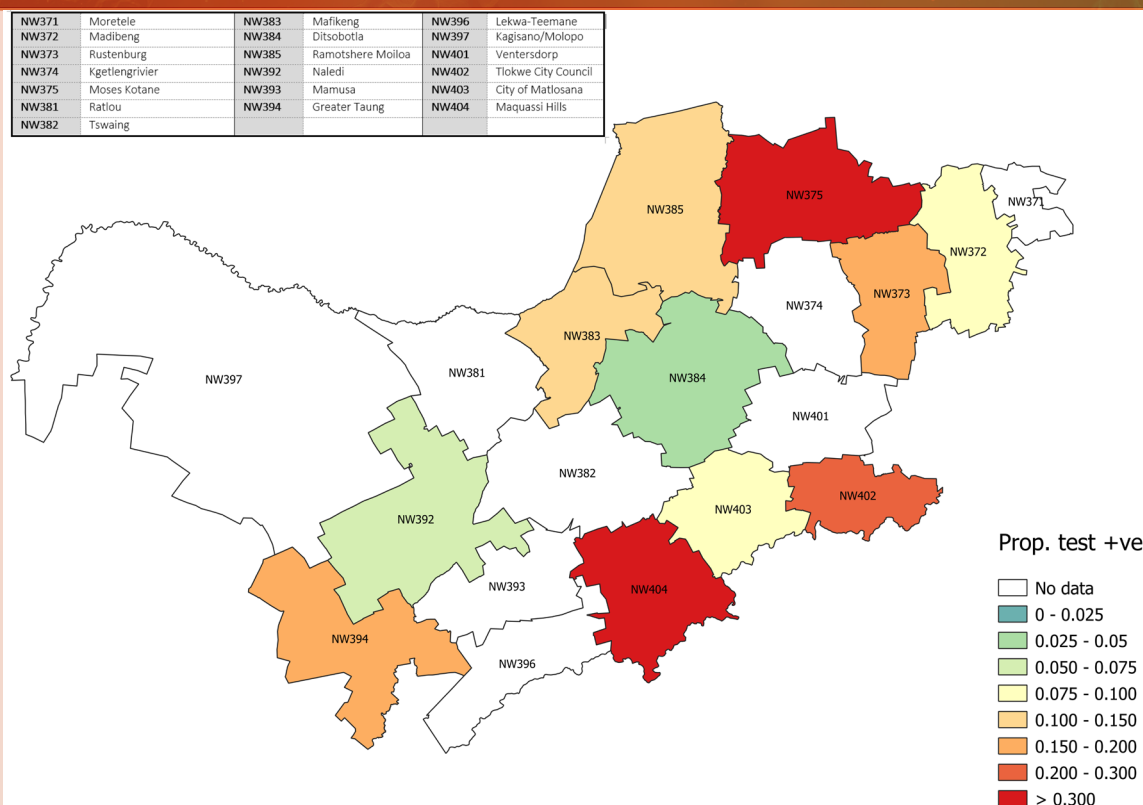 NW371 Moretele NW383 Mafikeng NW396 Lekwa-Teemane
NW372 Madibeng NW384 Ditsobotla NW397 Kagisano/Molopo
NW373 Rustenburg NW385 Ramotshere Moiloa NW401 Ventersdorp
NW374 Kgetlengrivier NW392 Naledi NW402 Tlokwe City Council
NW375 Moses Kotane NW393 Mamusa NW403 City of Matlosana
NW381 Ratlou NW394 Greater Taung NW404 Maquassi Hills
NW382 Tswaing
NW375
NW371
NW385
NW372
NW373
NW374
NW383
NW381
NW384
NW397
NW401
NW382
NW402
NW403
NW392
NW393
NW404
NW394
NW396
Prop. test +ve
No data
0 - 0.025
0.025 - 0.05
0.050 - 0.075
0.075 - 0.100
0.100 - 0.150
0.150 - 0.200
0.200 - 0.300
> 0.300